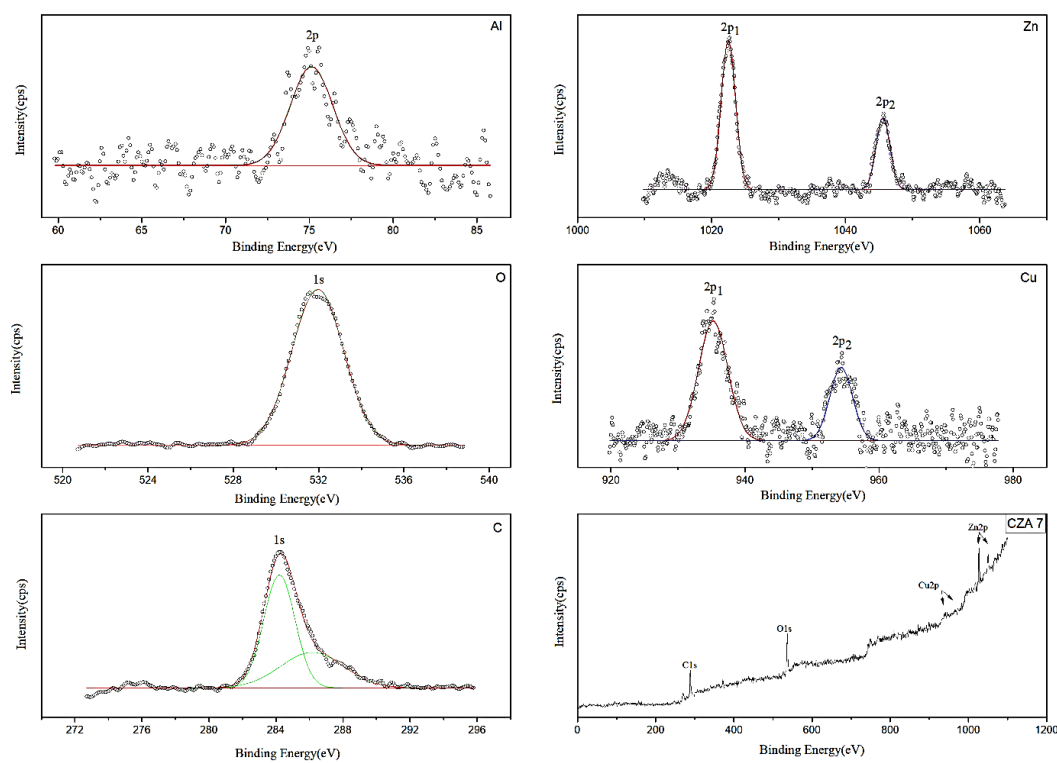 Al
2p
Intensity(cps)
60 65 70 75 80 85
Binding Energy(eV)
Zn
2p1
2p2
Intensity(cps)
1000 1020 1040 1060
Binding Energy(eV)
O
1s
Intensity(cps)
520 524 528 532 536 540
Binding Energy(eV)
Cu
2p1
2p2
Intensity(cps)
920 940 960 980
Binding Energy(eV)
C
1s
Intensity(cps)
272 276 280 284 288 292 296
Binding Energy(eV)
CZA 7
Zn2p
Cu2p
O1s
C1s
Intensity(cps)
0 200 400 600 800 1000 1200
Binding Energy(eV)